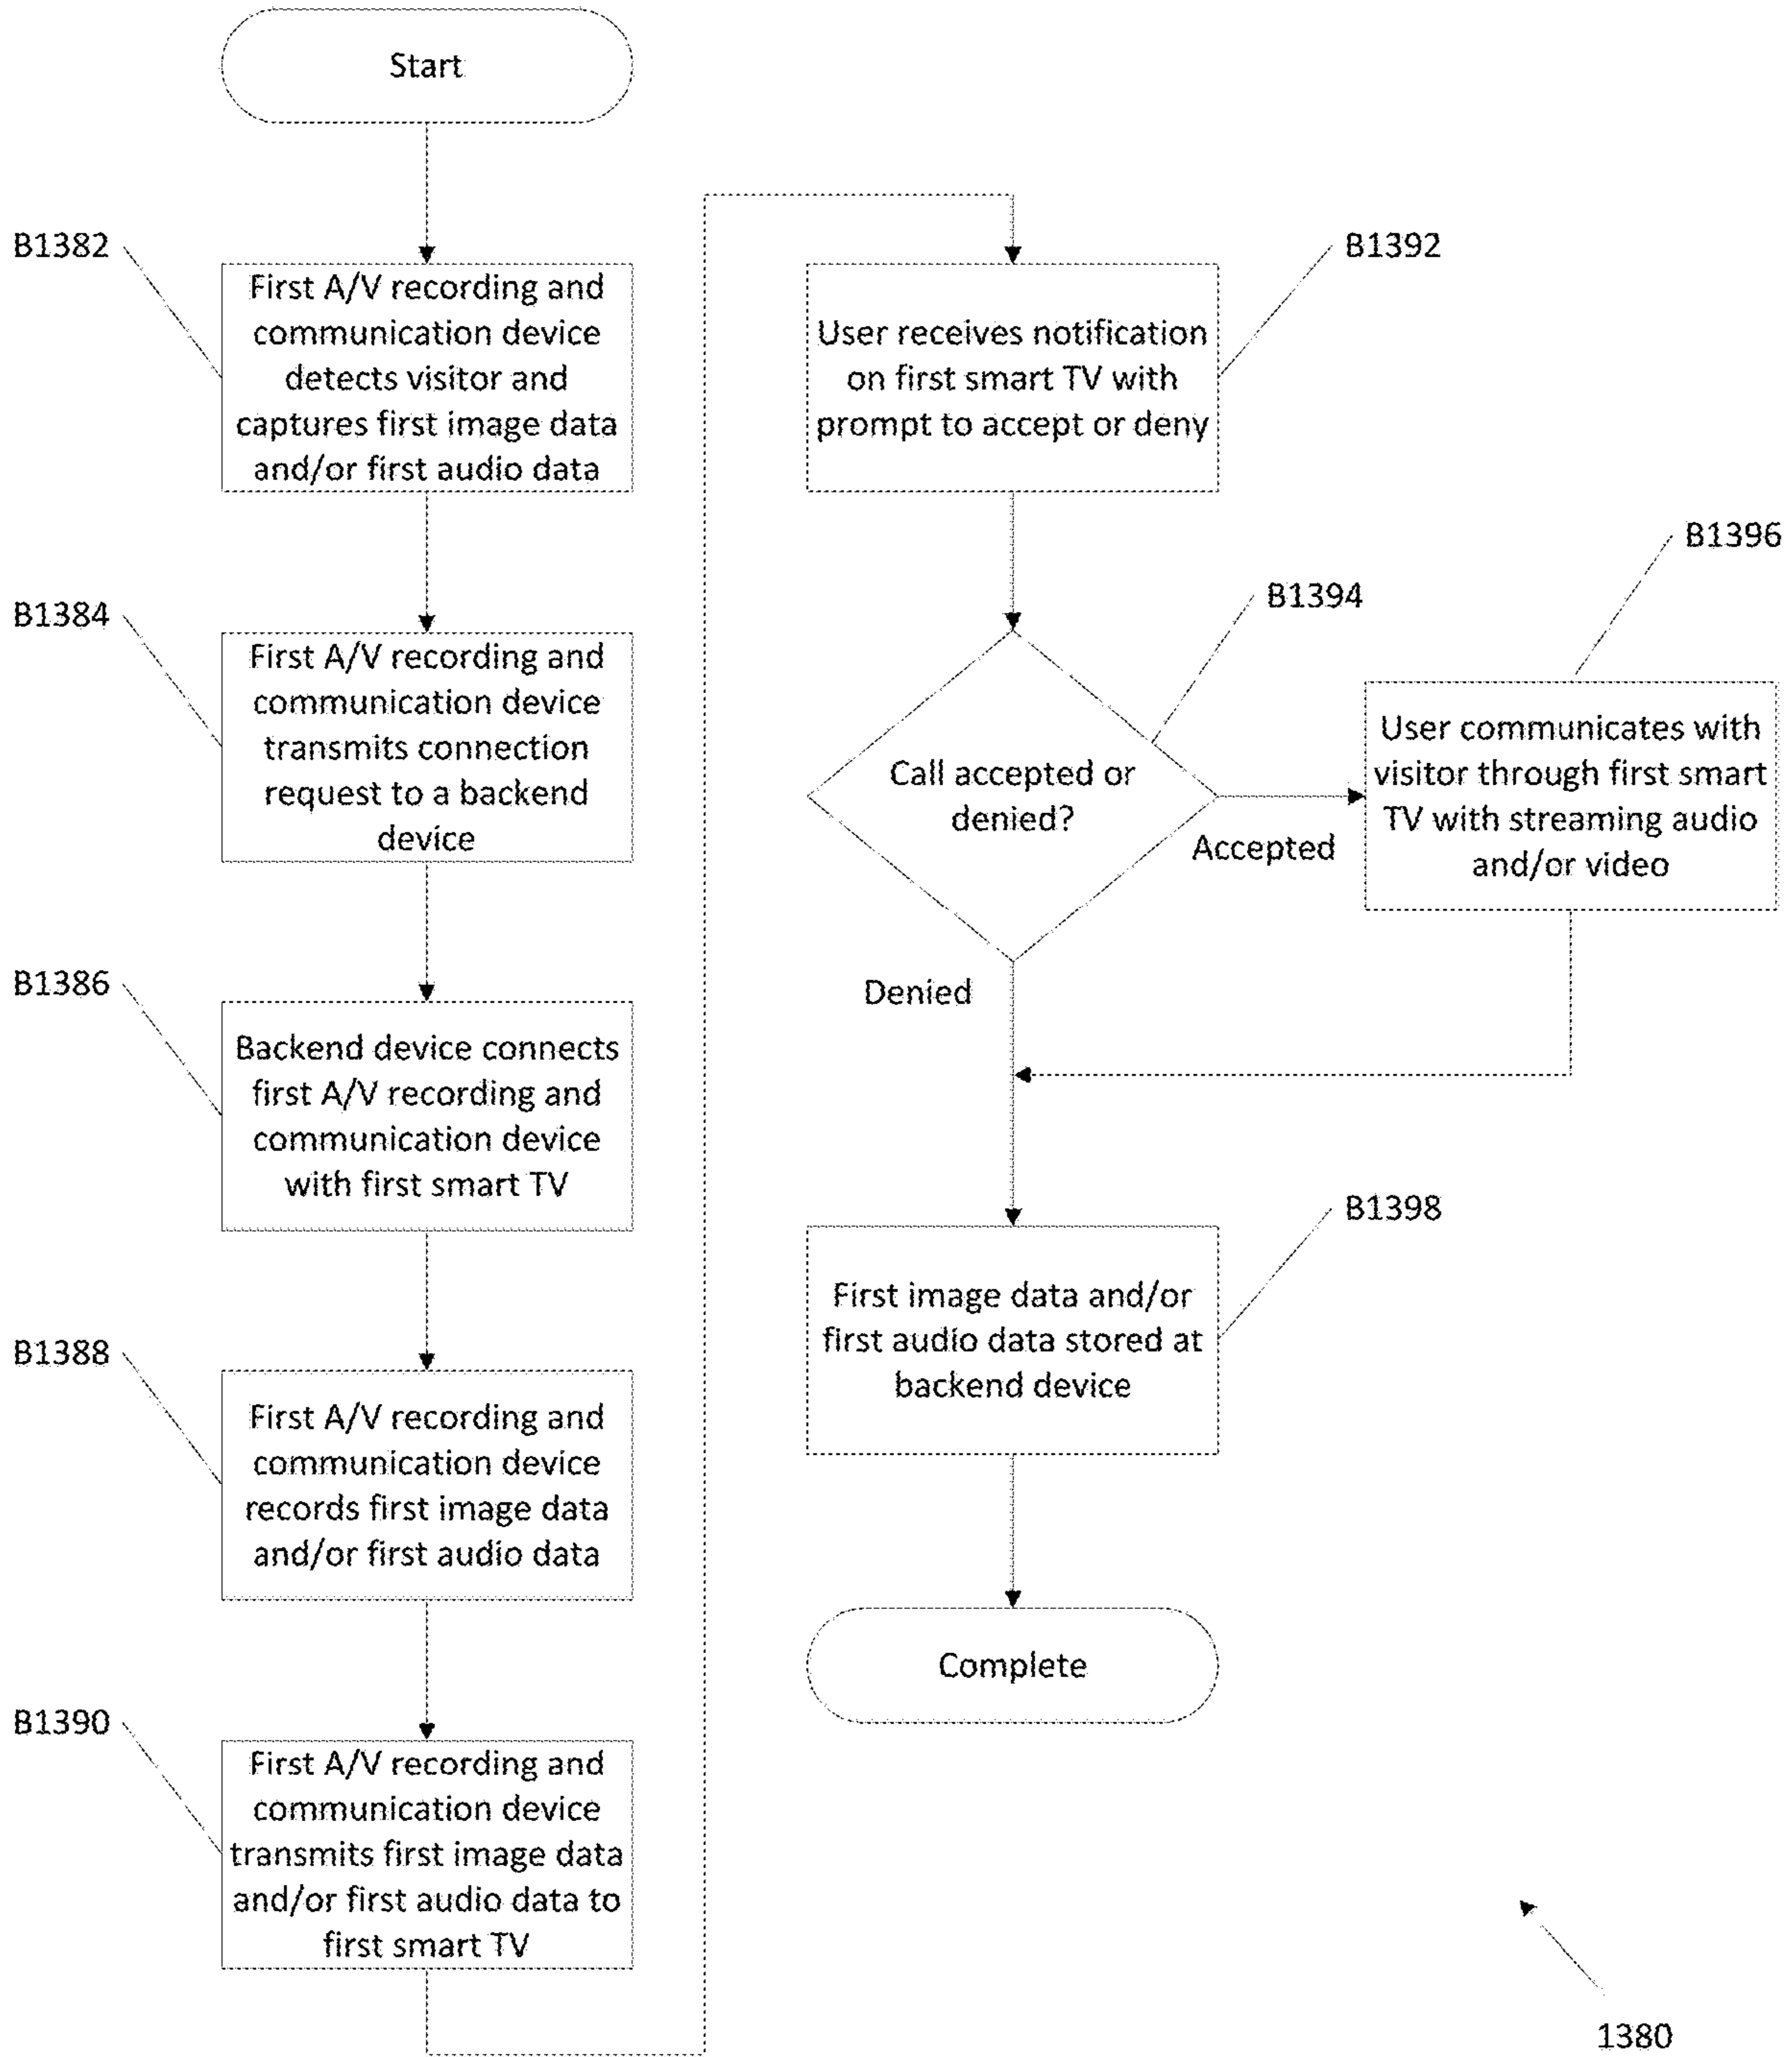 Start
B1382
First A/V recording and
communication device
detects visitor and
captures first image data
and/or first audio data
B1384
First A/V recording and
communication device
transmits connection
request to a backend
device
B1386
Backend device connects
first A/V recording and
communication device
with first smart TV
B1388
First A/V recording and
communication device
records first image data
and/or first audio data
B1390
First A/V recording and
communication device
transmits first image data
and/or first audio data to
first smart TV
B1392
User receives notification
on first smart TV with
prompt to accept or deny
B1394
Call accepted or
denied?
Accepted
Denied
B1396
User communicates with
visitor through first smart
TV with streaming audio
and/or video
B1398
First image data and/or
first audio data stored at
backend device
Complete
1380